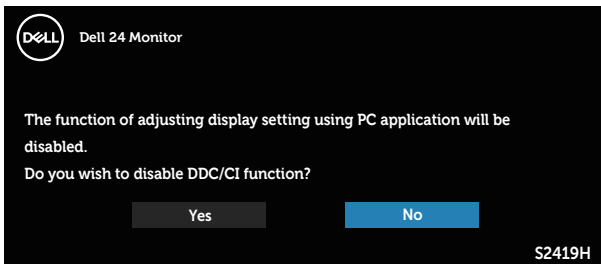 DELL
Dell 24 Monitor
The function of adjusting display setting using PC application will be
disabled.
Do you wish to disable DDC/CI function?
Yes No
S2419H